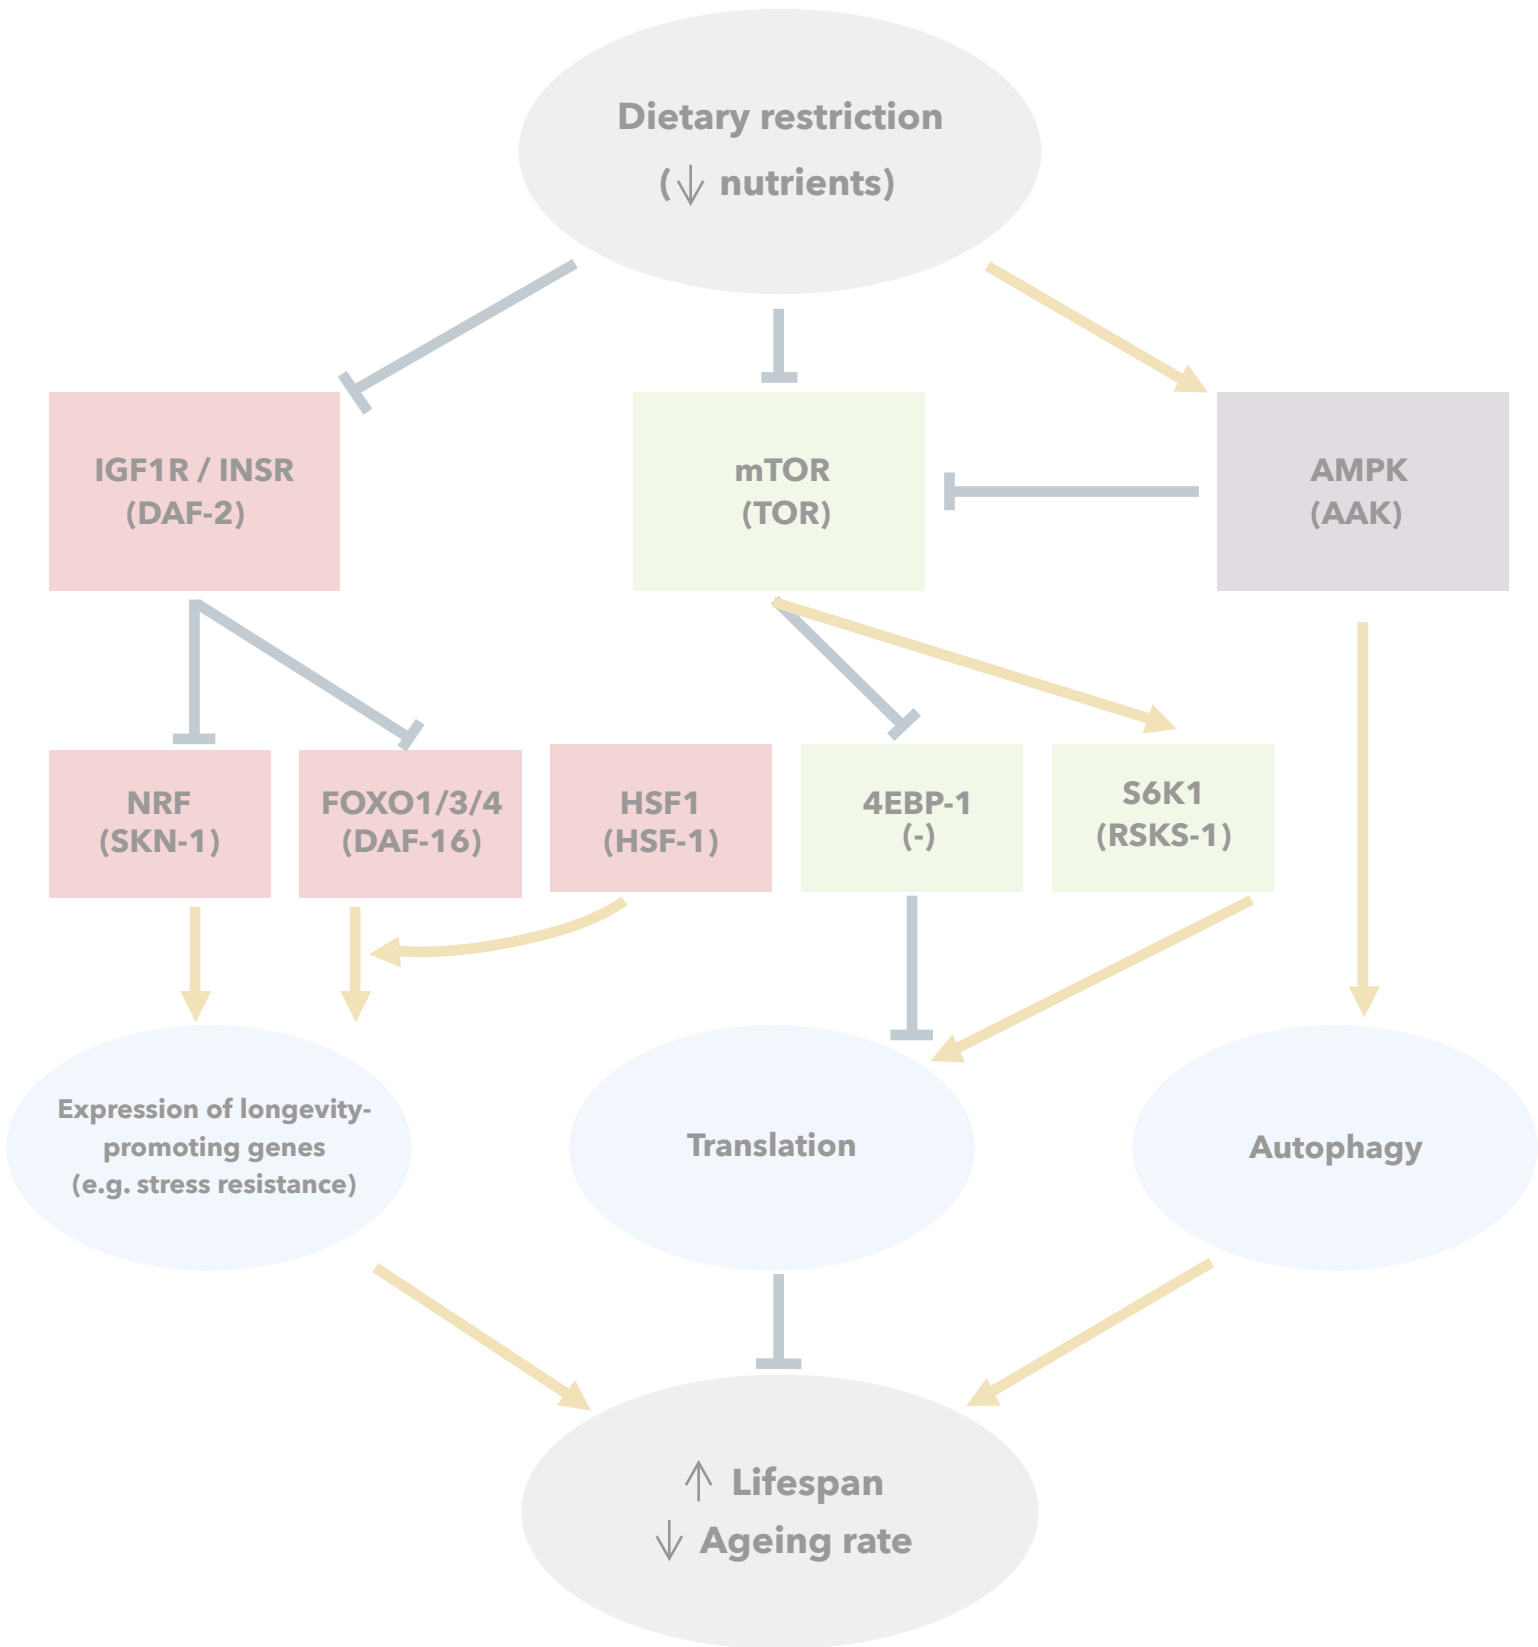 Dietary restriction
(↓ nutrients)
IGF1R / INSR
(DAF-2)
mTOR
(TOR)
AMPK
(AAK)
NRF
(SKN-1)
FOXO1/3/4
(DAF-16)
HSF1
(HSF-1)
4EBP-1
(-)
S6K1
(RSKS-1)
Expression of longevity-
promoting genes
(e.g. stress resistance)
Translation
Autophagy
↑ Lifespan
↓ Ageing rate